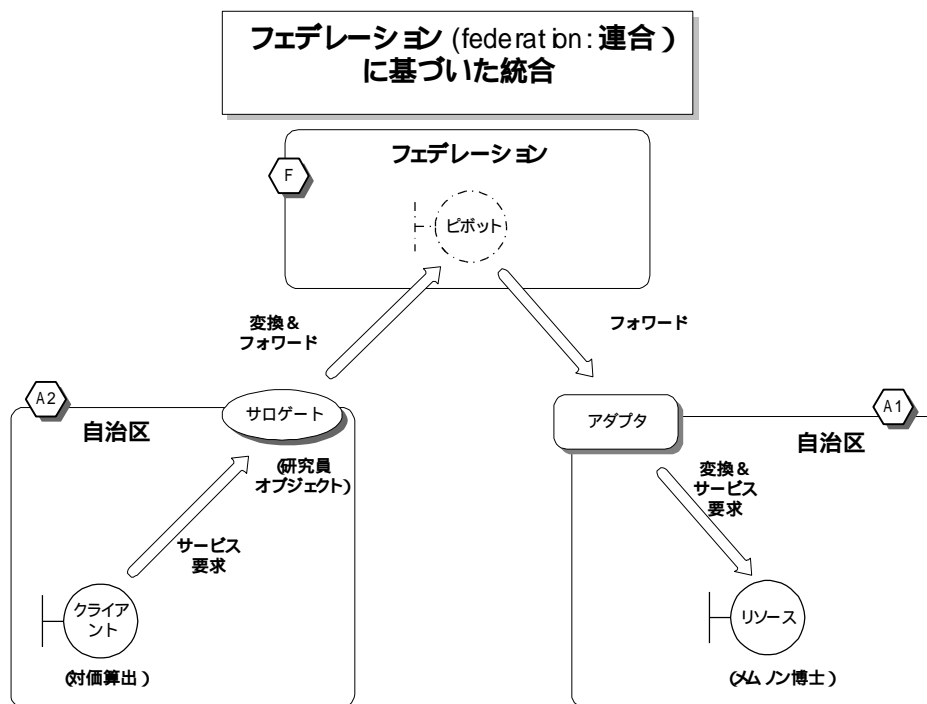 フェデレーション (federation : 連合 )
に基づいた統合
フェデレーション
F
ピボット
変換 &
フォワード
フォワード
A2
自治区
サロゲート
(研究員
オブジェクト)
サービス
要求
クライア
ント
(対価算出 )
アダプタ
A1
自治区
変換 &
サービス
要求
リソース
(メムノン博士 )